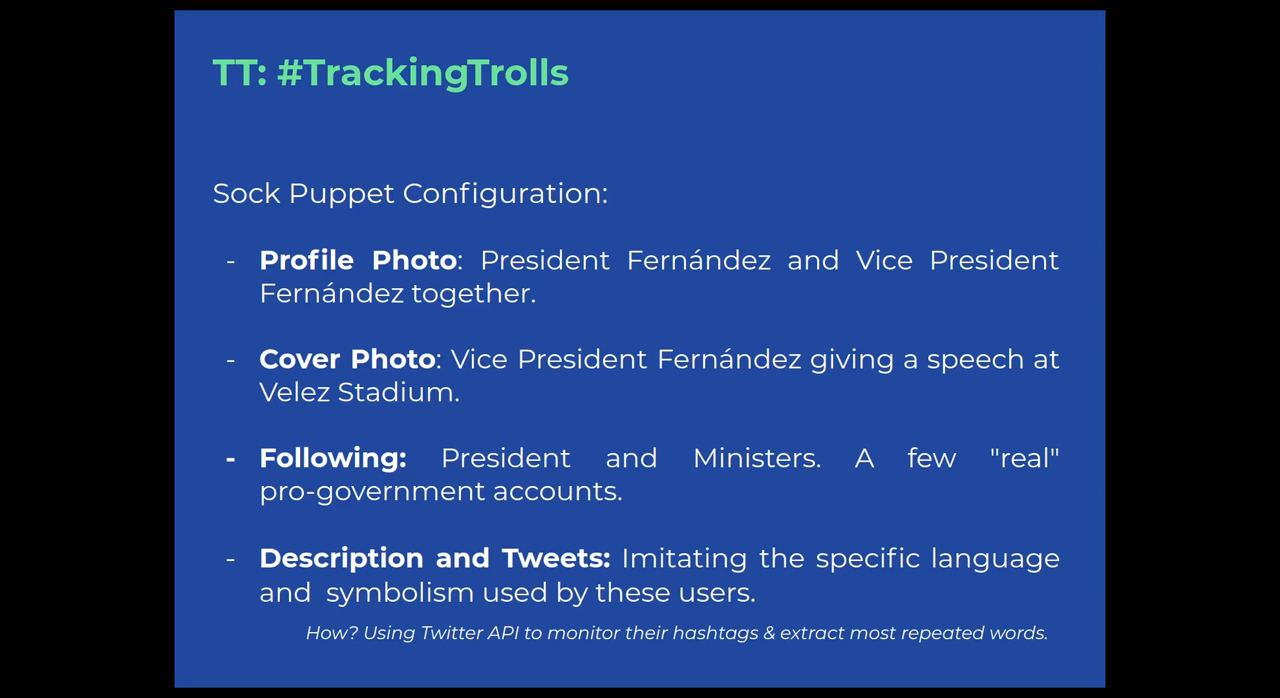 TT: #TrackingTrolls
Sock Puppet Configuration:
- Profile Photo: President Fernández and Vice President
Fernández together.
- Cover Photo: Vice President Fernández giving a speech at
Velez Stadium.
- Following: President and Ministers. A few "real"
pro-government accounts.
- Description and Tweets: Imitating the specific language
and symbolism used by these users.
How? Using Twitter API to monitor their hashtags & extract most repeated words.